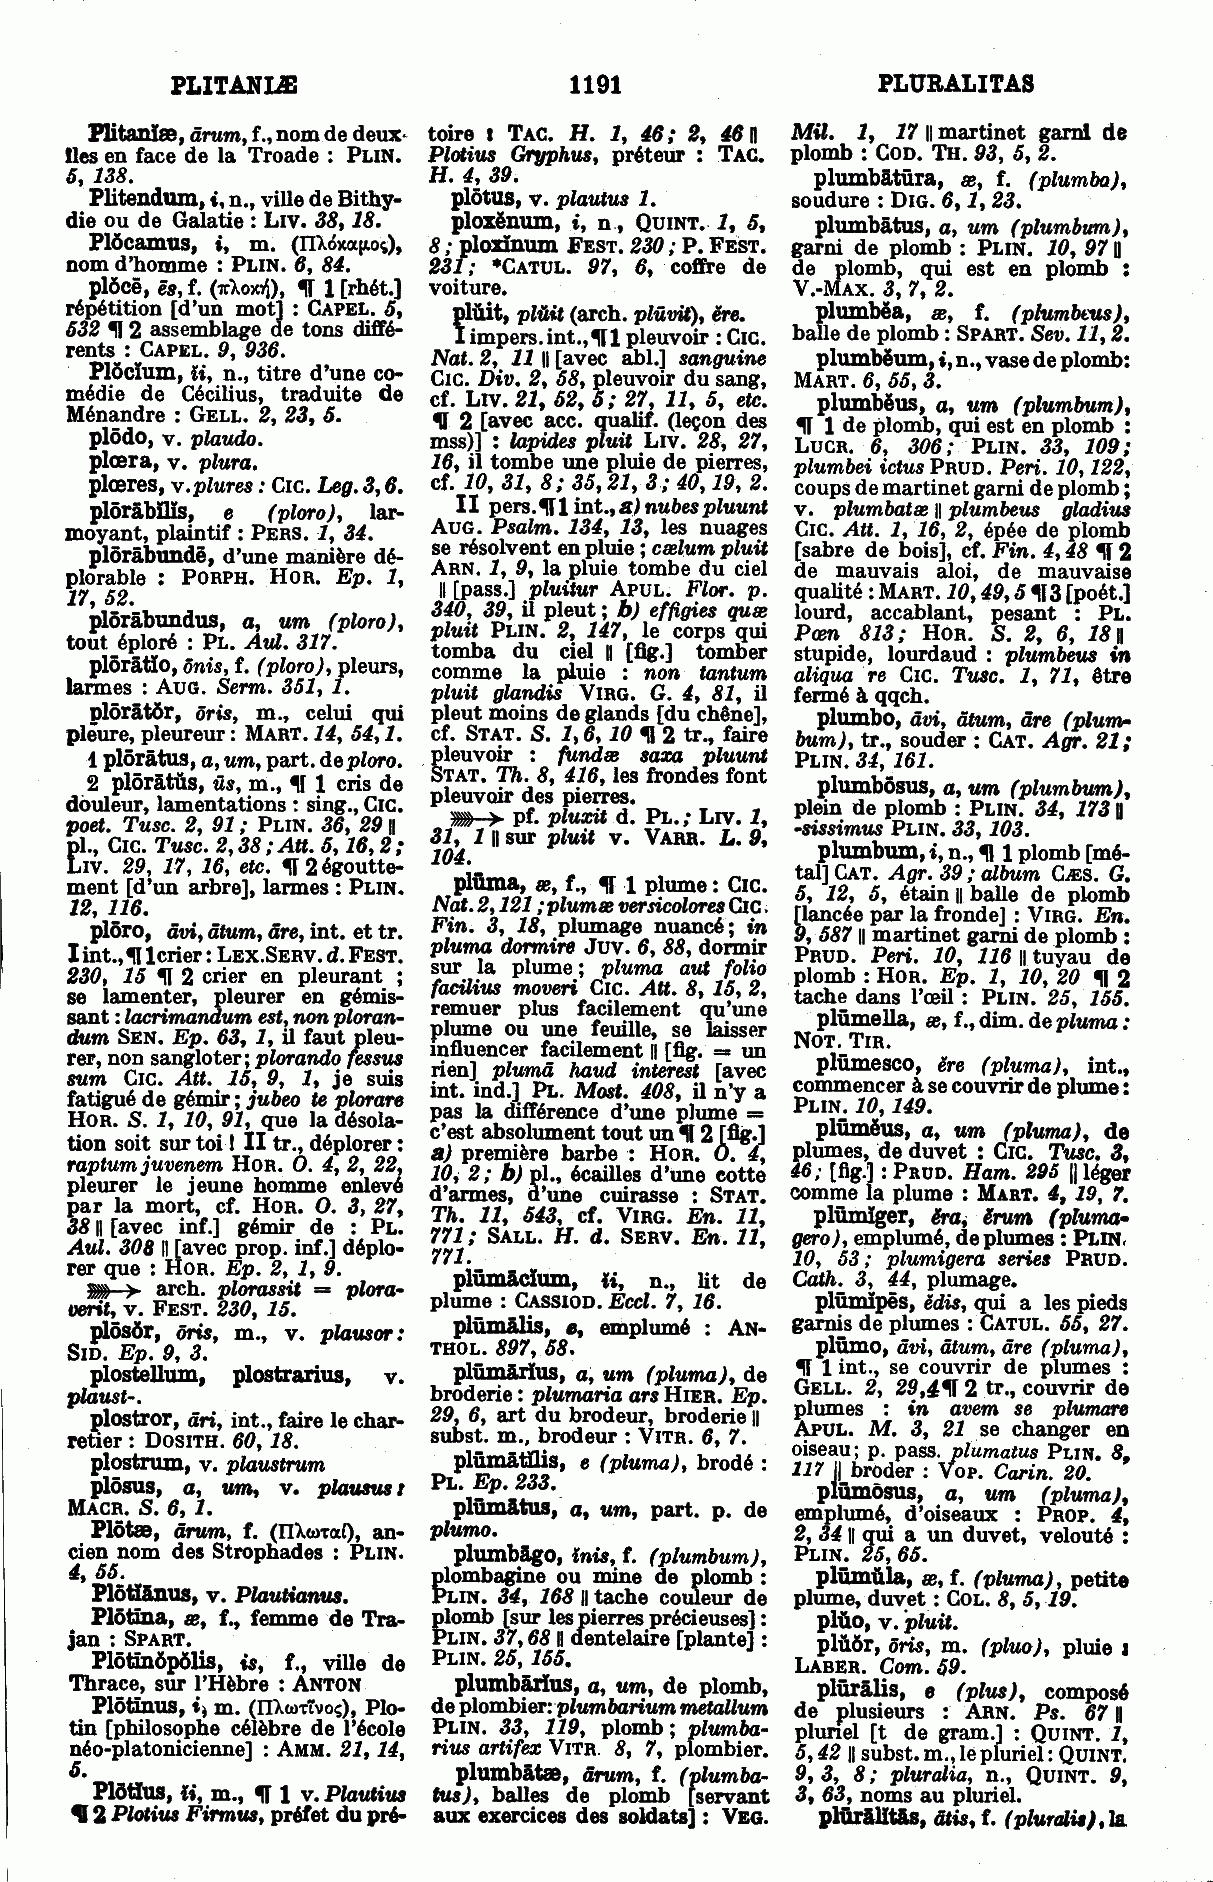 PLITANIÆ
1191
PLURALITAS
Plitanĭæ, ārum, f., nom de deux
îles en face de la Troade : PLIN.
5, 138.
Plitendum, i, n., ville de Bithy-
die ou de Galatie : LIV. 38, 18.
Plŏcamus, i, m. (Πλόκαμος),
nom d'homme : PLIN. 6, 84.
plŏcē, ēs, f. (πλοκή), ¶ 1 [rhét.]
répétition [d'un mot] : CAPEL. 5,
532 ¶ 2 assemblage de tons diffé-
rents : CAPEL. 9, 936.
Plŏcĭum, ĭi, n., titre d'une co-
médie de Cécilius, traduite de
Ménandre : GELL. 2, 23, 5.
plōdo, v. plaudo.
plœra, v. plura.
plœres, v. plures : CIC. Leg. 3, 6.
plōrābĭlis, e (ploro), lar-
moyant, plaintif : PERS. 1, 34.
plōrābundē, d'une manière dé-
plorable : PORPH. HOR. Ep. 1,
17, 52.
plōrābundus, a, um (ploro),
tout éploré : PL. Aul. 317.
plōrātĭo, ōnis, f. (ploro), pleurs,
larmes : AUG. Serm. 351, 1.
plōrātŏr, ōris, m., celui qui
pleure, pleureur : MART. 14, 54, 1.
1 plōrātus, a, um, part. de ploro.
2 plōrātŭs, ūs, m., ¶ 1 cris de
douleur, lamentations : sing., CIC.
poet. Tusc. 2, 91 ; PLIN. 36, 29 ||
pl., CIC. Tusc. 2, 38 ; Att. 5, 16, 2 ;
LIV. 29, 17, 16, etc. ¶ 2 égoutte-
ment [d'un arbre], larmes : PLIN.
12, 116.
plōro, āvi, ātum, āre, int. et tr.
I int., ¶ 1 crier : LEX. SERV. d. FEST.
230, 15 ¶ 2 crier en pleurant ;
se lamenter, pleurer en gémis-
sant : lacrimandum est, non ploran-
dum SEN. Ep. 63, 1, il faut pleu-
rer, non sangloter ; plorando fessus
sum CIC. Att. 15, 9, 1, je suis
fatigué de gémir ; jubeo te plorare
HOR. S. 1, 10, 91, que la désola-
tion soit sur toi ! II tr., déplorer :
raptum juvenem HOR. O. 4, 2, 22,
pleurer le jeune homme enlevé
par la mort, cf. HOR. O. 3, 27,
38 || [avec inf.] gémir de : PL.
Aul. 308 || [avec prop. inf.] déplo-
rer que : HOR. Ep. 2, 1, 9.
⟫→ arch. plorassit = plora-
verit, v. FEST. 230, 15.
plōsŏr, ōris, m., v. plausor :
SID. Ep. 9, 3.
plostellum, plostrarius, v.
plaust-.
plostror, āri, int., faire le char-
retier : DOSITH. 60, 18.
plostrum, v. plaustrum
plōsus, a, um, v. plausus :
MACR. S. 6, 1.
Plōtæ, ārum, f. (Πλωταί), an-
cien nom des Strophades : PLIN.
4, 55.
Plōtĭānus, v. Plautianus.
Plōtīna, æ, f., femme de Tra-
jan : SPART.
Plōtīnŏpŏlis, is, f., ville de
Thrace, sur l'Hèbre : ANTON
Plōtīnus, i, m. (Πλωτῖνος), Plo-
tin [philosophe célèbre de l'école
néo-platonicienne] : AMM. 21, 14,
5.
Plōtĭus, ĭi, m., ¶ 1 v. Plautius
¶ 2 Plotius Firmus, préfet du pré-
toire : TAC. H. 1, 46 ; 2, 46 ||
Plotius Gryphus, préteur : TAC.
H. 4, 39.
plōtus, v. plautus 1.
ploxĕnum, i, n., QUINT. 1, 5,
8 ; ploxĭnum FEST. 230 ; P. FEST.
231 ; *CATUL. 97, 6, coffre de
voiture.
plŭit, plŭit (arch. plūvit), ĕre.
I impers. int., ¶ 1 pleuvoir : CIC.
Nat. 2, 11 || [avec abl.] sanguine
CIC. Div. 2, 58, pleuvoir du sang,
cf. LIV. 21, 52, 5 ; 27, 11, 5, etc.
¶ 2 [avec acc. qualif. (leçon des
mss)] : lapides pluit LIV. 28, 27,
16, il tombe une pluie de pierres,
cf. 10, 31, 8 ; 35, 21, 3 ; 40, 19, 2.
II pers. ¶ 1 int., a) nubes pluunt
AUG. Psalm. 134, 13, les nuages
se résolvent en pluie ; cælum pluit
ARN. 1, 9, la pluie tombe du ciel
|| [pass.] pluitur APUL. Flor. p.
340, 39, il pleut ; b) effigies quæ
pluit PLIN. 2, 147, le corps qui
tomba du ciel || [fig.] tomber
comme la pluie : non tantum
pluit glandis VIRG. G. 4, 81, il
pleut moins de glands [du chêne],
cf. STAT. S. 1, 6, 10 ¶ 2 tr., faire
pleuvoir : fundæ saxa pluunt
STAT. Th. 8, 416, les frondes font
pleuvoir des pierres.
⟫→ pf. pluxit d. PL. ; LIV. 1,
31, 1 || sur pluit v. VARR. L. 9,
104.
plūma, æ, f., ¶ 1 plume : CIC.
Nat. 2, 121 ; plumæ versicolores CIC.
Fin. 3, 18, plumage nuancé ; in
pluma dormire JUV. 6, 88, dormir
sur la plume ; pluma aut folio
facilius moveri CIC. Att. 8, 15, 2,
remuer plus facilement qu'une
plume ou une feuille, se laisser
influencer facilement || [fig. = un
rien] plumā haud interest [avec
int. ind.] PL. Most. 408, il n'y a
pas la différence d'une plume =
c'est absolument tout un ¶ 2 [fig.]
a) première barbe : HOR. O. 4,
10, 2 ; b) pl., écailles d'une cotte
d'armes, d'une cuirasse : STAT.
Th. 11, 543, cf. VIRG. En. 11,
771 ; SALL. H. d. SERV. En. 11,
771.
plūmācĭum, ĭi, n., lit de
plume : CASSIOD. Eccl. 7, 16.
plūmālis, e, emplumé : AN-
THOL. 897, 58.
plūmārĭus, a, um (pluma), de
broderie : plumaria ars HIER. Ep.
29, 6, art du brodeur, broderie ||
subst. m., brodeur : VITR. 6, 7.
plūmātĭlis, e (pluma), brodé :
PL. Ep. 233.
plūmātus, a, um, part. p. de
plumo.
plumbāgo, ĭnis, f. (plumbum),
plombagine ou mine de plomb :
PLIN. 34, 168 || tache couleur de
plomb [sur les pierres précieuses] :
PLIN. 37, 68 || dentelaire [plante] :
PLIN. 25, 155.
plumbārĭus, a, um, de plomb,
de plombier : plumbarium metallum
PLIN. 33, 119, plomb ; plumba-
rius artifex VITR. 8, 7, plombier.
plumbātæ, ārum, f. (plumba-
tus), balles de plomb [servant
aux exercices des soldats] : VEG.
Mil. 1, 17 || martinet garni de
plomb : COD. TH. 93, 5, 2.
plumbātūra, æ, f. (plumbo),
soudure : DIG. 6, 1, 23.
plumbātus, a, um (plumbum),
garni de plomb : PLIN. 10, 97 ||
de plomb, qui est en plomb :
V.-MAX. 3, 7, 2.
plumbĕa, æ, f. (plumbeus),
balle de plomb : SPART. Sev. 11, 2.
plumbĕum, i, n., vase de plomb :
MART. 6, 55, 3.
plumbĕus, a, um (plumbum),
¶ 1 de plomb, qui est en plomb :
LUCR. 6, 306 ; PLIN. 33, 109 ;
plumbei ictus PRUD. Peri. 10, 122,
coups de martinet garni de plomb ;
v. plumbatæ || plumbeus gladius
CIC. Att. 1, 16, 2, épée de plomb
[sabre de bois], cf. Fin. 4, 48 ¶ 2
de mauvais aloi, de mauvaise
qualité : MART. 10, 49, 5 ¶ 3 [poét.]
lourd, accablant, pesant : PL.
Pœn 813 ; HOR. S. 2, 6, 18 ||
stupide, lourdaud : plumbeus in
aliqua re CIC. Tusc. 1, 71, être
fermé à qqch.
plumbo, āvi, ātum, āre (plum-
bum), tr., souder : CAT. Agr. 21 ;
PLIN. 34, 161.
plumbōsus, a, um (plumbum),
plein de plomb : PLIN. 34, 173 ||
-sissimus PLIN. 33, 103.
plumbum, i, n., ¶ 1 plomb [mé-
tal] CAT. Agr. 39 ; album CÆS. G.
5, 12, 5, étain || balle de plomb
[lancée par la fronde] : VIRG. En.
9, 587 || martinet garni de plomb :
PRUD. Peri. 10, 116 || tuyau de
plomb : HOR. Ep. 1, 10, 20 ¶ 2
tache dans l'œil : PLIN. 25, 155.
plūmella, æ, f., dim. de pluma :
NOT. TIR.
plūmesco, ĕre (pluma), int.,
commencer à se couvrir de plume :
PLIN. 10, 149.
plūmĕus, a, um (pluma), de
plumes, de duvet : CIC. Tusc. 3,
46 ; [fig.] : PRUD. Ham. 295 || léger
comme la plume : MART. 4, 19, 7.
plūmĭger, ĕra, ĕrum (pluma-
gero), emplumé, de plumes : PLIN.
10, 53 ; plumigera series PRUD.
Cath. 3, 44, plumage.
plūmĭpēs, ĕdis, qui a les pieds
garnis de plumes : CATUL. 55, 27.
plūmo, āvi, ātum, āre (pluma),
¶ 1 int., se couvrir de plumes :
GELL. 2, 29, 4 ¶ 2 tr., couvrir de
plumes : in avem se plumare
APUL. M. 3, 21 se changer en
oiseau ; p. pass. plumatus PLIN. 8,
117 || broder : VOP. Carin. 20.
plūmōsus, a, um (pluma),
emplumé, d'oiseaux : PROP. 4,
2, 34 || qui a un duvet, velouté :
PLIN. 25, 65.
plūmŭla, æ, f. (pluma), petite
plume, duvet : COL. 8, 5, 19.
plŭo, v. pluit.
plŭŏr, ōris, m. (pluo), pluie :
LABER. Com. 59.
plūrālis, e (plus), composé
de plusieurs : ARN. Ps. 67 ||
pluriel [t de gram.] : QUINT. 1,
5, 42 || subst. m., le pluriel : QUINT.
9, 3, 8 ; pluralia, n., QUINT. 9,
3, 63, noms au pluriel.
plūrālĭtās, ātis, f. (pluralis), la